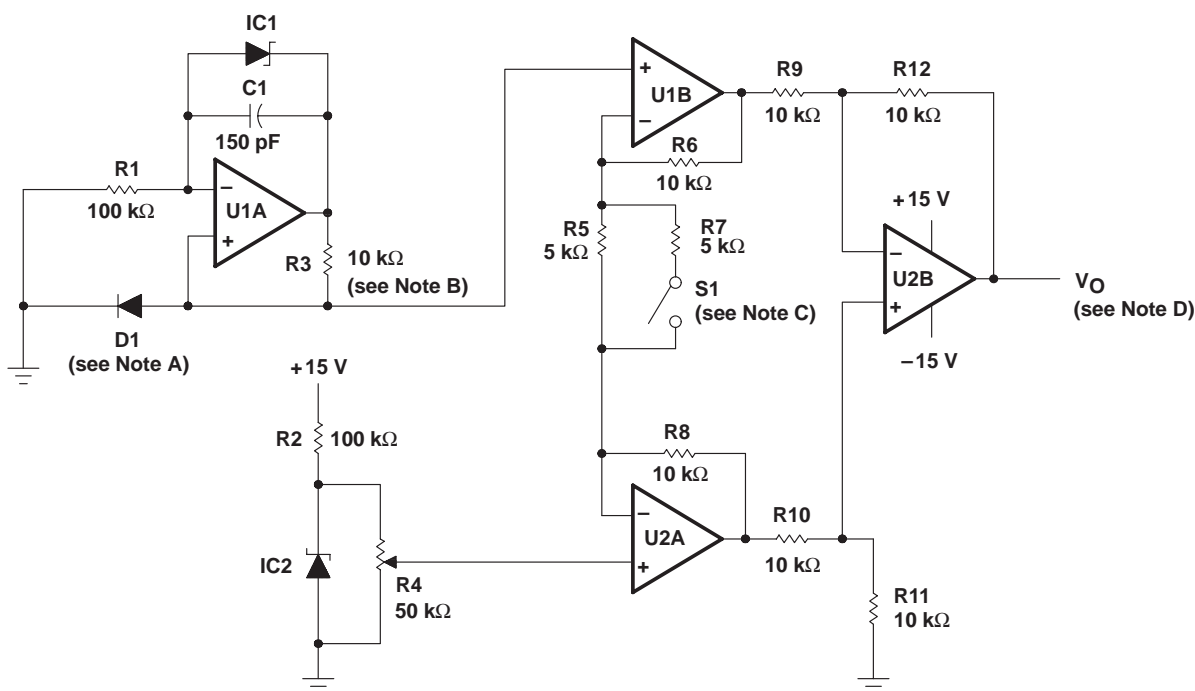 IC1
C1
150 pF
R1
100 kΩ
−
U1A
+
R3
10 kΩ
(see Note B)
D1
(see Note A)
+15 V
R2
100 kΩ
IC2
R4
50 kΩ
+
U1B
−
R6
10 kΩ
R5
5 kΩ
R7
5 kΩ
S1
(see Note C)
R8
10 kΩ
−
U2A
+
R9
10 kΩ
R12
10 kΩ
+15 V
−
U2B
+
−15 V
VO
(see Note D)
R10
10 kΩ
R11
10 kΩ